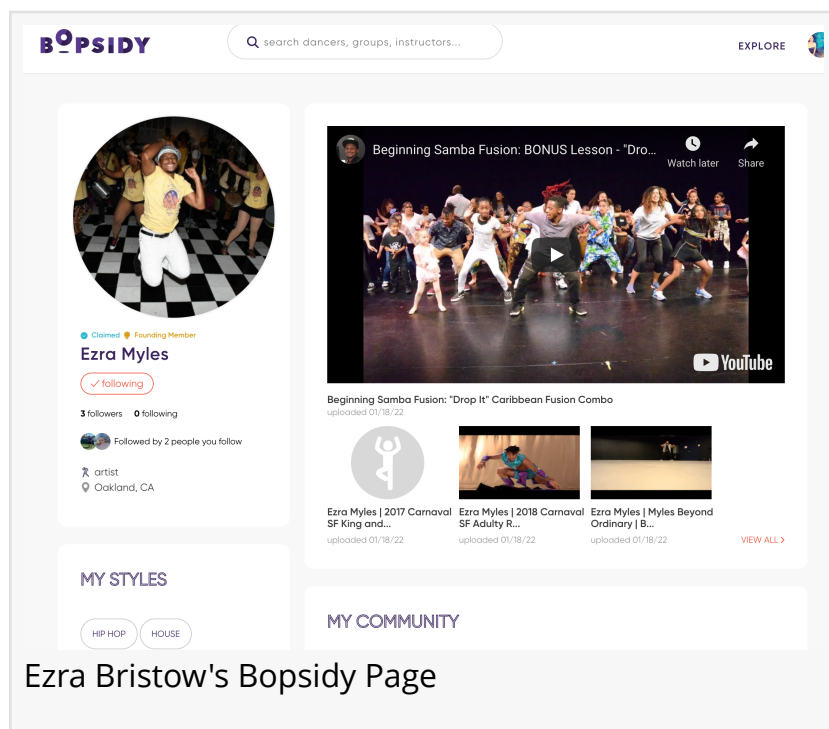 BOPSIDY
search dancers, groups, instructors...
EXPLORE
Claimed Founding Member
Ezra Myles
following
3 followers 0 following
Followed by 2 people you follow
artist
Oakland, CA
MY STYLES
HIP HOP HOUSE
Beginning Samba Fusion: BONUS Lesson - "Dro...
Watch later Share
YouTube
Beginning Samba Fusion: "Drop It" Caribbean Fusion Combo
uploaded 01/18/22
Ezra Myles | 2017 Carnaval
SF King and...
uploaded 01/18/22
Ezra Myles | 2018 Carnaval
SF Adulty R...
uploaded 01/18/22
Ezra Myles | Myles Beyond
Ordinary | B...
uploaded 01/18/22
VIEW ALL >
MY COMMUNITY
Ezra Bristow's Bopsidy Page